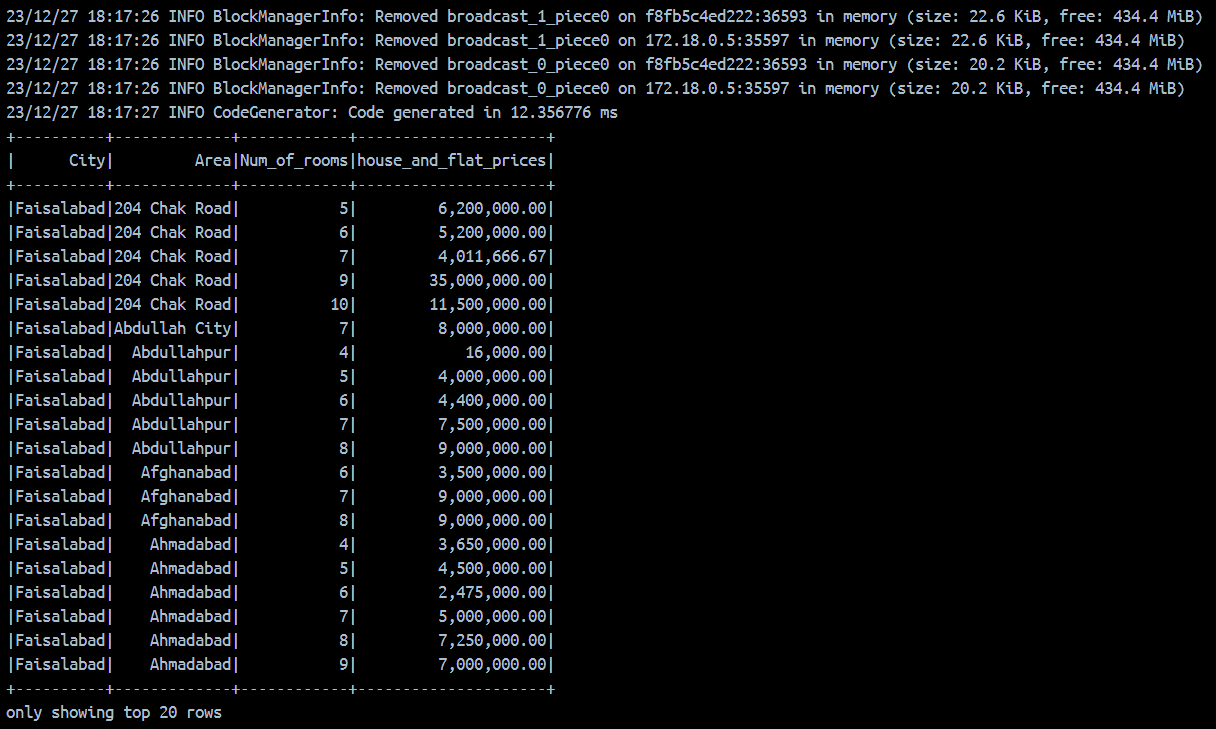 23/12/27 18:17:26 INFO BlockManagerInfo: Removed broadcast_1_piece0 on f8fb5c4ed222:36593 in memory (size: 22.6 KiB, free: 434.4 MiB)
23/12/27 18:17:26 INFO BlockManagerInfo: Removed broadcast_1_piece0 on 172.18.0.5:35597 in memory (size: 22.6 KiB, free: 434.4 MiB)
23/12/27 18:17:26 INFO BlockManagerInfo: Removed broadcast_0_piece0 on f8fb5c4ed222:36593 in memory (size: 20.2 KiB, free: 434.4 MiB)
23/12/27 18:17:26 INFO BlockManagerInfo: Removed broadcast_0_piece0 on 172.18.0.5:35597 in memory (size: 20.2 KiB, free: 434.4 MiB)
23/12/27 18:17:27 INFO CodeGenerator: Code generated in 12.356776 ms
+----------+-------------+------------+---------------------+
|      City|         Area|Num_of_rooms|house_and_flat_prices|
+----------+-------------+------------+---------------------+
|Faisalabad|204 Chak Road|           5|         6,200,000.00|
|Faisalabad|204 Chak Road|           6|         5,200,000.00|
|Faisalabad|204 Chak Road|           7|         4,011,666.67|
|Faisalabad|204 Chak Road|           9|        35,000,000.00|
|Faisalabad|204 Chak Road|          10|        11,500,000.00|
|Faisalabad|Abdullah City|           7|         8,000,000.00|
|Faisalabad|  Abdullahpur|           4|            16,000.00|
|Faisalabad|  Abdullahpur|           5|         4,000,000.00|
|Faisalabad|  Abdullahpur|           6|         4,400,000.00|
|Faisalabad|  Abdullahpur|           7|         7,500,000.00|
|Faisalabad|  Abdullahpur|           8|         9,000,000.00|
|Faisalabad|   Afghanabad|           6|         3,500,000.00|
|Faisalabad|   Afghanabad|           7|         9,000,000.00|
|Faisalabad|   Afghanabad|           8|         9,000,000.00|
|Faisalabad|    Ahmadabad|           4|         3,650,000.00|
|Faisalabad|    Ahmadabad|           5|         4,500,000.00|
|Faisalabad|    Ahmadabad|           6|         2,475,000.00|
|Faisalabad|    Ahmadabad|           7|         5,000,000.00|
|Faisalabad|    Ahmadabad|           8|         7,250,000.00|
|Faisalabad|    Ahmadabad|           9|         7,000,000.00|
+----------+-------------+------------+---------------------+
only showing top 20 rows